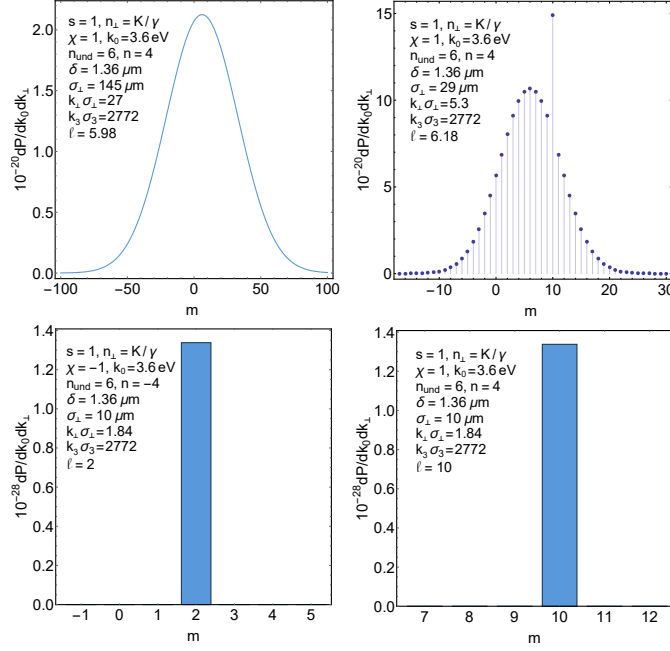 10⁻²⁰dP/dk₀dk⊥
2.0
1.5
1.0
0.5
0.0
s = 1, n⊥ = K / γ
χ = 1, k₀ = 3.6 eV
nund = 6, n = 4
δ = 1.36 μm
σ⊥ = 145 μm
k⊥σ⊥ = 27
k₃σ₃=2772
ℓ = 5.98
−100 −50 0 50 100
m
10⁻²⁰dP/dk₀dk⊥
15
10
5
0
s = 1, n⊥ = K / γ
χ = 1, k₀ = 3.6 eV
nund = 6, n = 4
δ = 1.36 μm
σ⊥ = 29 μm
k⊥σ⊥ = 5.3
k₃σ₃=2772
ℓ = 6.18
−10 0 10 20 30
m
10⁻²⁸dP/dk₀dk⊥
1.4
1.2
1.0
0.8
0.6
0.4
0.2
0.0
s = 1, n⊥ = K / γ
χ = −1, k₀ = 3.6 eV
nund = 6, n = −4
δ = 1.36 μm
σ⊥ = 10 μm
k⊥σ⊥ = 1.84
k₃σ₃=2772
ℓ = 2
−1 0 1 2 3 4 5
m
10⁻²⁸dP/dk₀dk⊥
1.4
1.2
1.0
0.8
0.6
0.4
0.2
0.0
s = 1, n⊥ = K / γ
χ = 1, k₀ = 3.6 eV
nund = 6, n = 4
δ = 1.36 μm
σ⊥ = 10 μm
k⊥σ⊥ = 1.84
k₃σ₃=2772
ℓ = 10
7 8 9 10 11 12
m